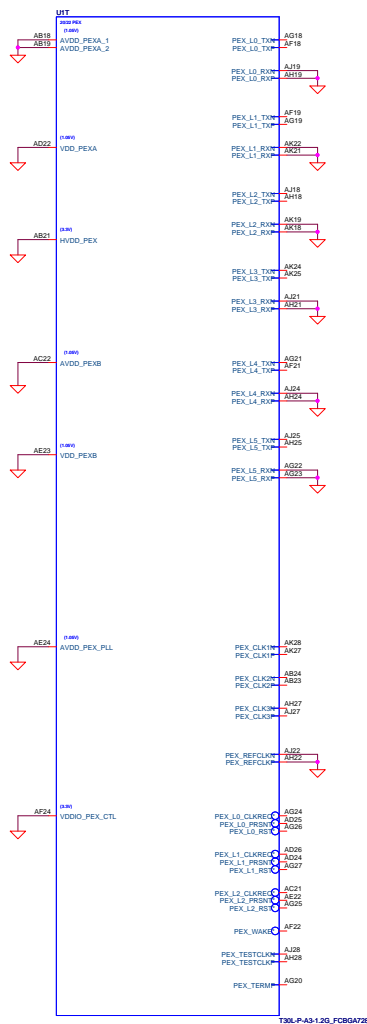 U1T
20/22 PEX
(1.05V)
AB18 AVDD_PEXA_1 PEX_L0_TXN AG18
AB19 AVDD_PEXA_2 PEX_L0_TXP AF18
PEX_L0_RXN AJ19
PEX_L0_RXP AH19
PEX_L1_TXN AF19
PEX_L1_TXP AG19
(1.05V)
AD22 VDD_PEXA PEX_L1_RXN AK22
PEX_L1_RXP AK21
PEX_L2_TXN AJ18
PEX_L2_TXP AH18
PEX_L2_RXN AK19
(3.3V)
PEX_L2_RXP AK18
AB21 HVDD_PEX
PEX_L3_TXN AK24
PEX_L3_TXP AK25
PEX_L3_RXN AJ21
PEX_L3_RXP AH21
(1.05V)
AC22 AVDD_PEXB PEX_L4_TXN AG21
PEX_L4_TXP AF21
PEX_L4_RXN AJ24
PEX_L4_RXP AH24
PEX_L5_TXN AJ25
(1.05V)
PEX_L5_TXP AH25
AE23 VDD_PEXB
PEX_L5_RXN AG22
PEX_L5_RXP AG23
(1.05V)
AE24 AVDD_PEX_PLL PEX_CLK1N AK28
PEX_CLK1P AK27
PEX_CLK2N AB24
PEX_CLK2P AB23
PEX_CLK3N AH27
PEX_CLK3P AJ27
PEX_REFCLKN AJ22
PEX_REFCLKP AH22
(3.3V)
AF24 VDDIO_PEX_CTL PEX_L0_CLKREQ AG24
PEX_L0_PRSNT AD25
PEX_L0_RST AG26
PEX_L1_CLKREQ AD26
PEX_L1_PRSNT AD24
PEX_L1_RST AG27
PEX_L2_CLKREQ AC21
PEX_L2_PRSNT AE22
PEX_L2_RST AG25
PEX_WAKE AF22
PEX_TESTCLKN AJ28
PEX_TESTCLKP AH28
PEX_TERMP AG20
T30L-P-A3-1.2G_FCBGA728